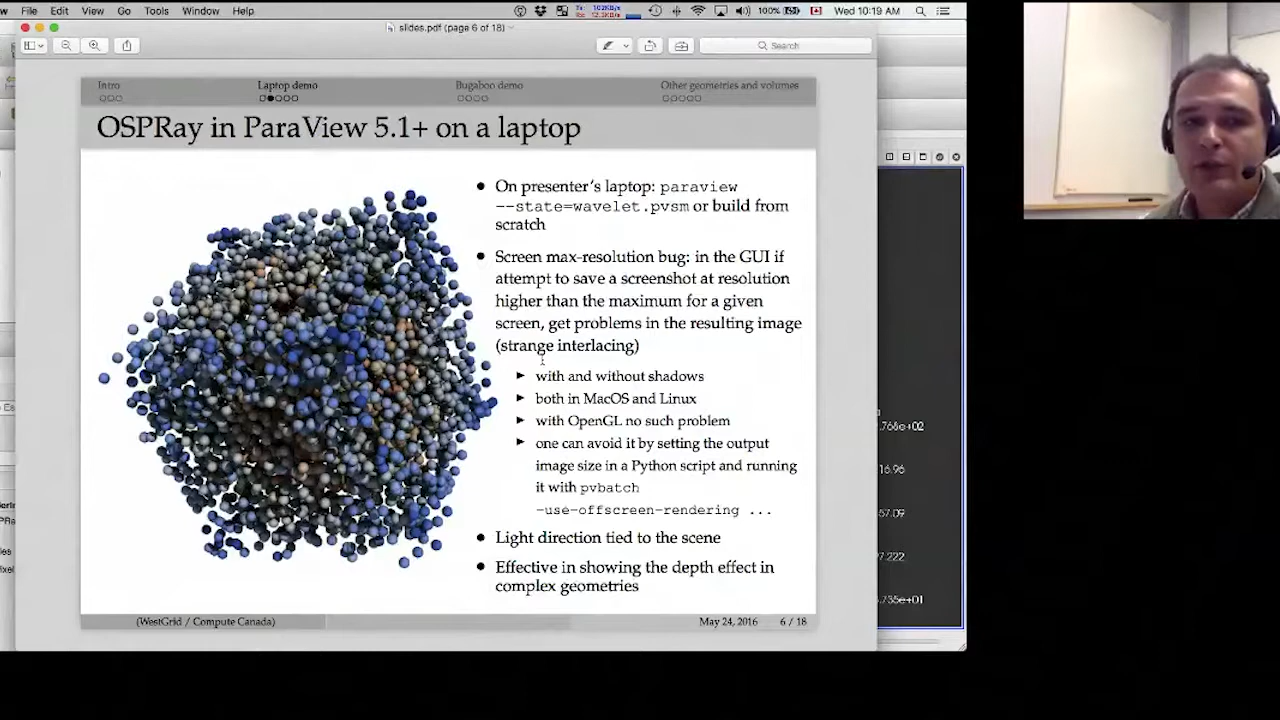 File Edit View Go Tools Window Help
100% Wed 10:19 AM
slides.pdf (page 6 of 18)
Search
Intro Laptop demo Bugaboo demo Other geometries and volumes
OSPRay in ParaView 5.1+ on a laptop
• On presenter's laptop: paraview
--state=wavelet.pvsm or build from
scratch
• Screen max-resolution bug: in the GUI if
attempt to save a screenshot at resolution
higher than the maximum for a given
screen, get problems in the resulting image
(strange interlacing)
► with and without shadows
► both in MacOS and Linux
► with OpenGL no such problem
► one can avoid it by setting the output
image size in a Python script and running
it with pvbatch
-use-offscreen-rendering ...
• Light direction tied to the scene
• Effective in showing the depth effect in
complex geometries
(WestGrid / Compute Canada) May 24, 2016 6 / 18